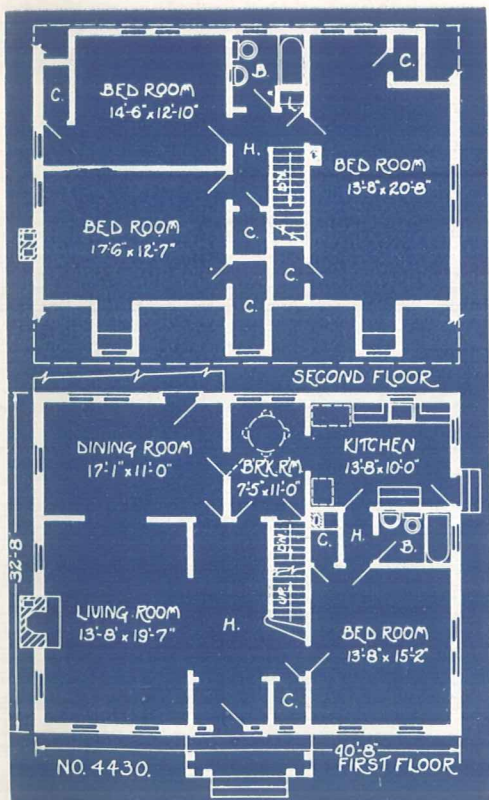 C.
BED ROOM
14'-6" x 12'-10"
B.
L.
C.
H.
DN.
BED ROOM
13'-8" x 20'-8"
BED ROOM
17'-6" x 12'-7"
C.
C.
C.
SECOND FLOOR
DINING ROOM
17'-1" x 11'-0"
BRK. RM
7'-5" x 11'-0"
KITCHEN
13'-8" x 10'-0"
C.
H.
B.
DN.
UP.
32'-8"
LIVING ROOM
13'-8" x 19'-7"
H.
BED ROOM
13'-8" x 15'-2"
C.
40'-8"
NO. 4430.
FIRST FLOOR